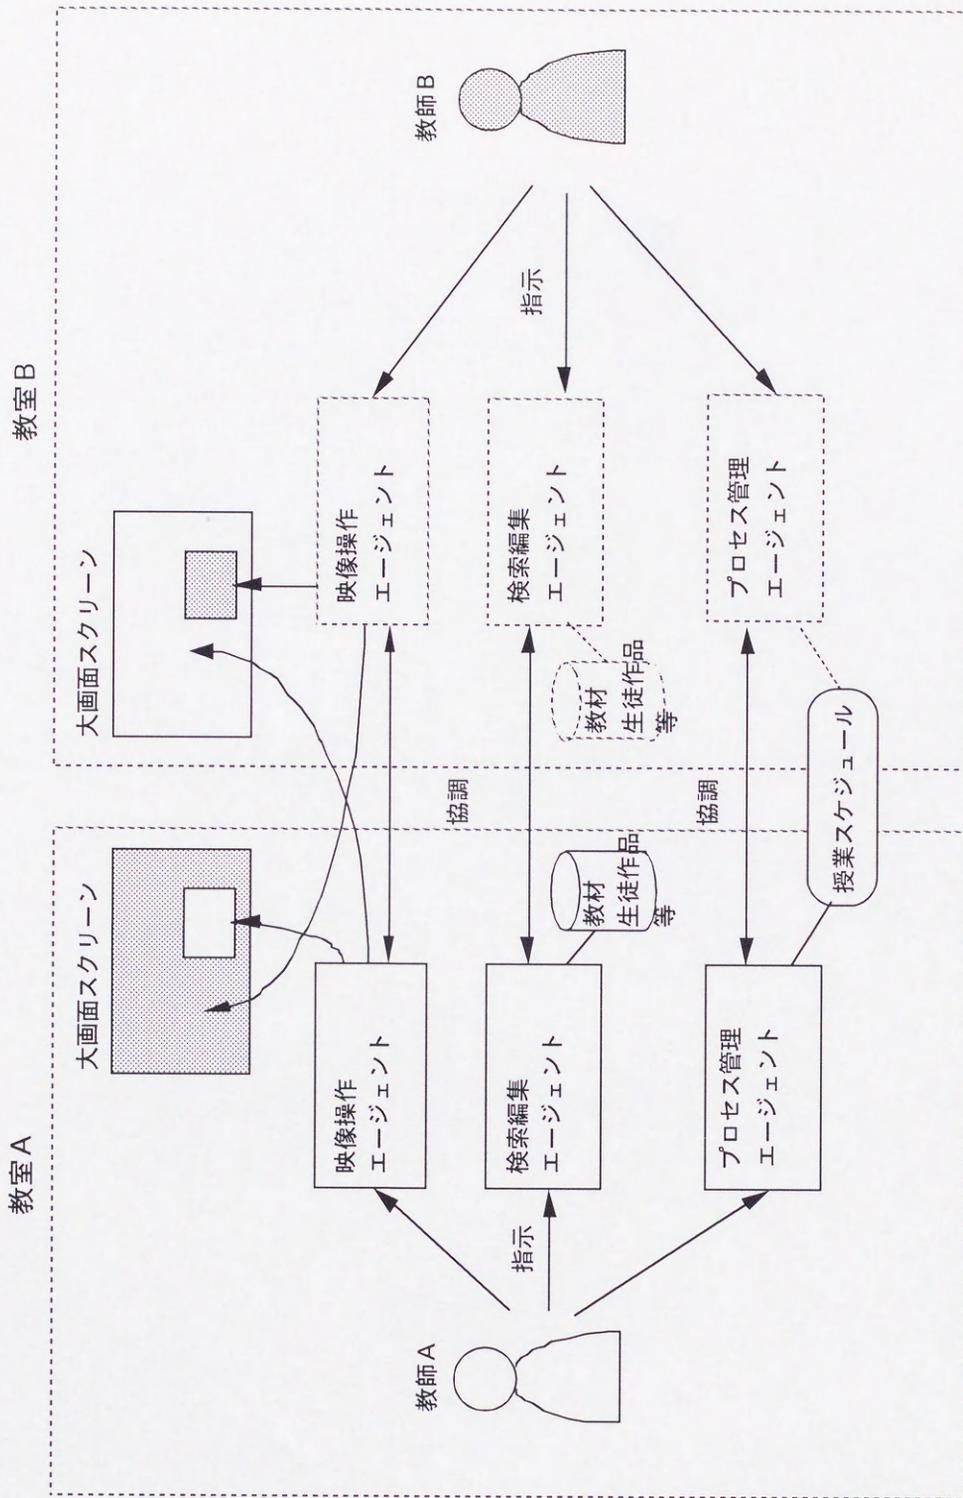 教室A
大画面スクリーン
教師A
指示
映像操作
エージェント
検索編集
エージェント
プロセス管理
エージェント
教材
生徒作品
等
協調
協調
授業スケジュール
教室B
大画面スクリーン
映像操作
エージェント
検索編集
エージェント
プロセス管理
エージェント
教材
生徒作品
等
指示
教師B